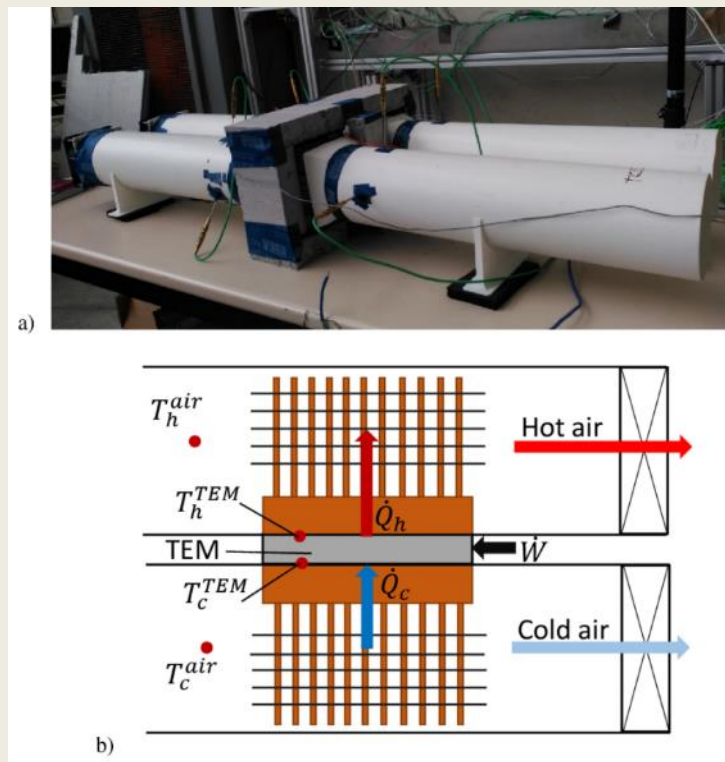 a)
T_h^air
Hot air
T_h^TEM
Q̇_h
TEM
Ẇ
T_c^TEM
Q̇_c
Cold air
T_c^air
b)